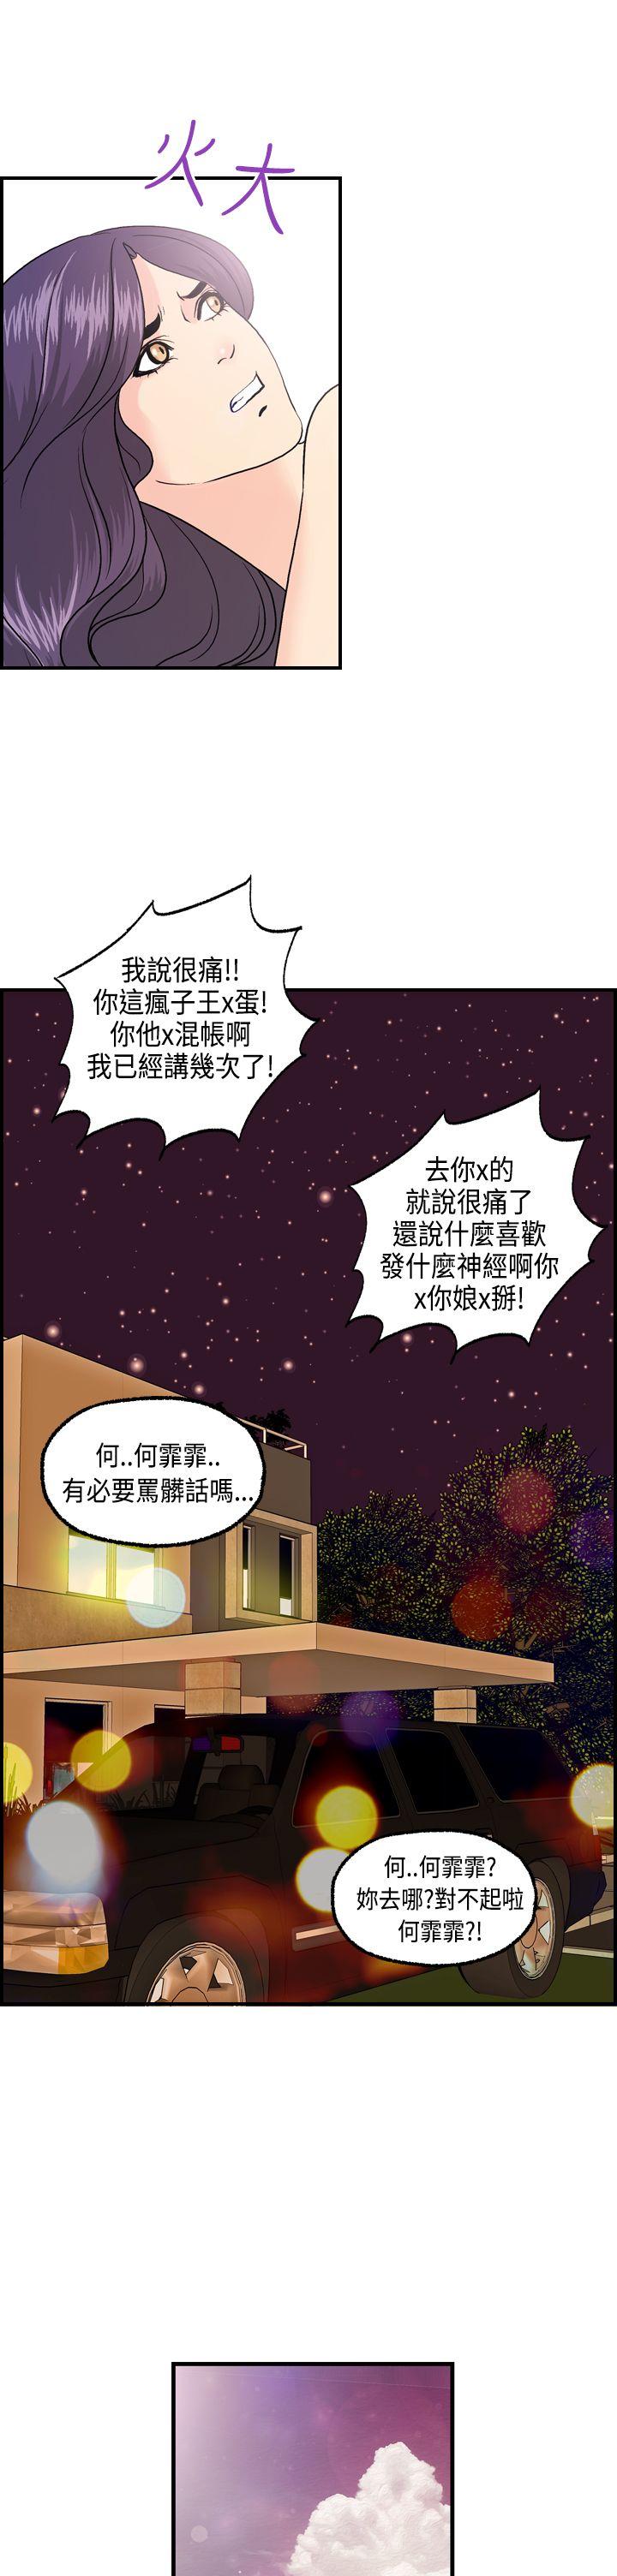 火大
我說很痛!!
你這瘋子王x蛋!
你他x混帳啊
我已經講幾次了!
去你x的
就說很痛了
還說什麼喜歡
發什麼神經啊你
x你娘x掰!
何..何霏霏..
有必要罵髒話嗎...
何..何霏霏?
妳去哪?對不起啦
何霏霏?!